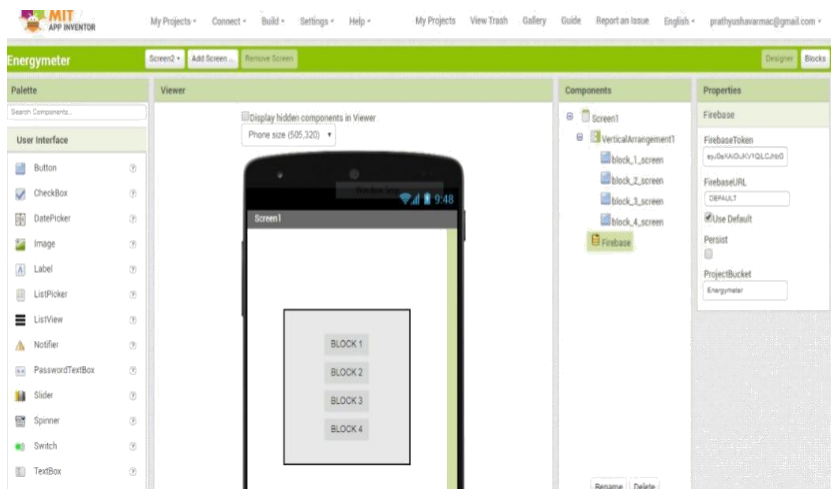 MIT
APP INVENTOR
My Projects Connect Build Settings Help My Projects View Trash Gallery Guide Report an Issue English prathyushavarmac@gmail.com
Energymeter
Screen2 Add Screen ... Remove Screen
Designer Blocks
Palette
Search Components...
User Interface
Button
CheckBox
DatePicker
Image
Label
ListPicker
ListView
Notifier
PasswordTextBox
Slider
Spinner
Switch
TextBox
Viewer
Display hidden components in Viewer
Phone size (505,320)
9:48
Screen1
BLOCK 1
BLOCK 2
BLOCK 3
BLOCK 4
Components
Screen1
VerticalArrangement1
block_1_screen
block_2_screen
block_3_screen
block_4_screen
Firebase
Rename Delete
Properties
Firebase
FirebaseToken
FirebaseURL
DEFAULT
Use Default
Persist
ProjectBucket
Energymeter